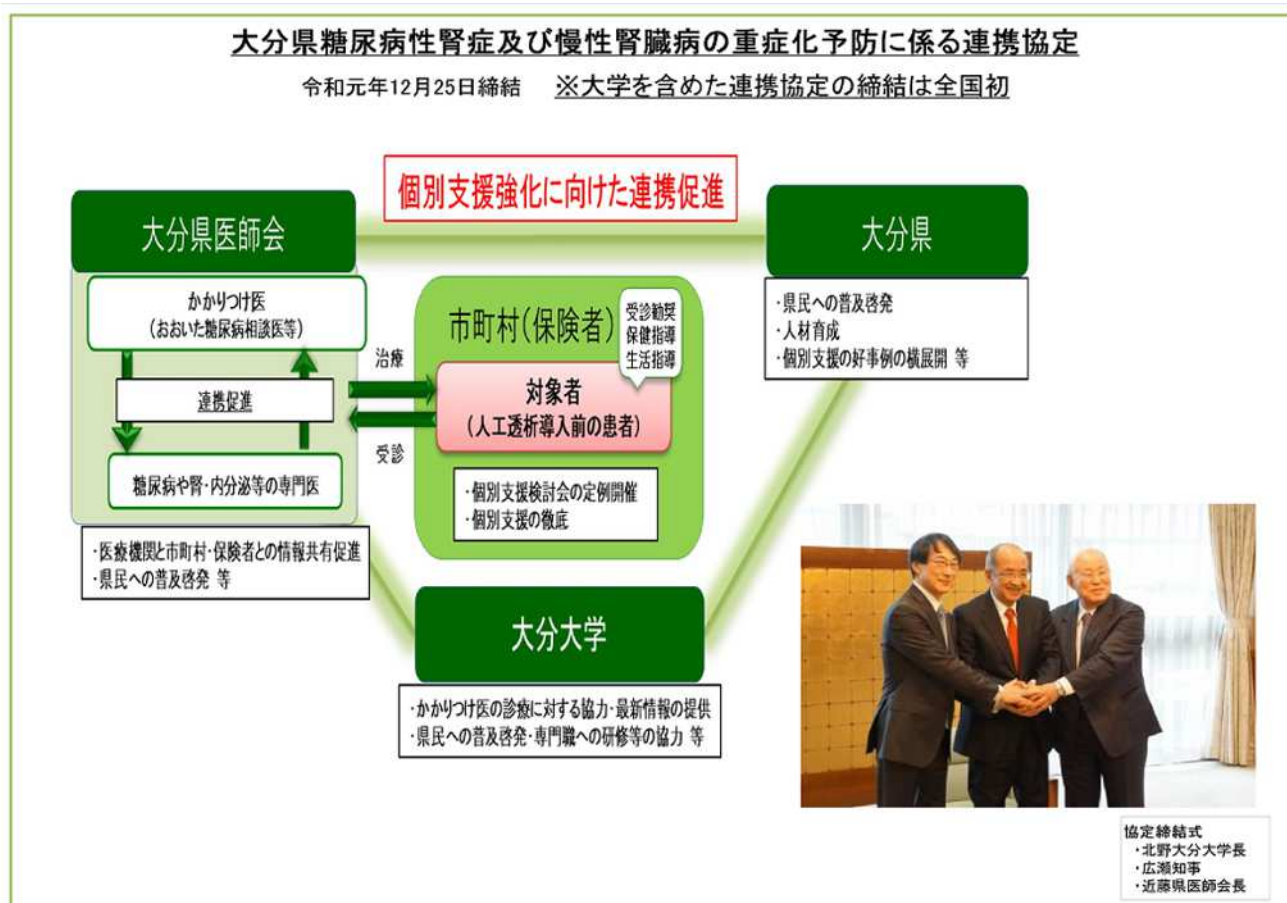 大分県糖尿病性腎症及び慢性腎臓病の重症化予防に係る連携協定
令和元年12月25日締結　※大学を含めた連携協定の締結は全国初
個別支援強化に向けた連携促進
大分県医師会
かかりつけ医
(おおいた糖尿病相談医等)
連携促進
糖尿病や腎・内分泌等の専門医
・医療機関と市町村・保険者との情報共有促進
・県民への普及啓発 等
治療
受診
市町村(保険者)
受診勧奨
保健指導
生活指導
対象者
(人工透析導入前の患者)
・個別支援検討会の定例開催
・個別支援の徹底
大分県
・県民への普及啓発
・人材育成
・個別支援の好事例の横展開 等
大分大学
・かかりつけ医の診療に対する協力・最新情報の提供
・県民への普及啓発・専門職への研修等の協力 等
協定締結式
・北野大分大学長
・広瀬知事
・近藤県医師会長